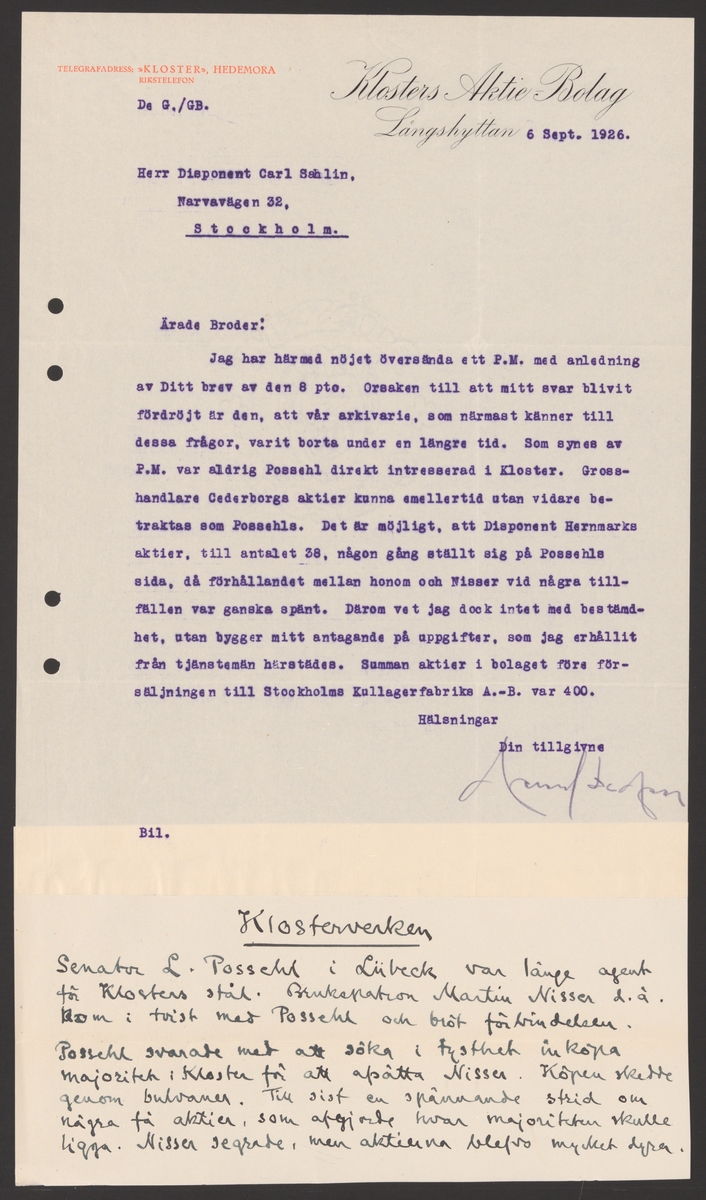 TELEGRAFADRESS: »KLOSTER», HEDEMORA
RIKSTELEFON
Klosters Aktie-Bolag
Långshyttan 6 Sept. 1926.
De G./GB.
Herr Disponent Carl Sahlin,
Narvavägen 32,
Stockholm.
Ärade Broder!
Jag har härmed nöjet översända ett P.M. med anledning
av Ditt brev av den 8 pto. Orsaken till att mitt svar blivit
fördröjt är den, att vår arkivarie, som närmast känner till
dessa frågor, varit borta under en längre tid. Som synes av
P.M. var aldrig Possehl direkt intresserad i Kloster. Gross-
handlare Cederborgs aktier kunna emellertid utan vidare be-
traktas som Possehls. Det är möjligt, att Disponent Hernmarks
aktier, till antalet 38, någon gång ställt sig på Possehls
sida, då förhållandet mellan honom och Nisser vid några till-
fällen var ganska spänt. Därom vet jag dock intet med bestämd-
het, utan bygger mitt antagande på uppgifter, som jag erhållit
från tjänstemän härstädes. Summan aktier i bolaget före för-
säljningen till Stockholms Kullagerfabriks A.-B. var 400.
Hälsningar
Din tillgivne
Bil.
Klosterverken
Senator L. Possehl i Lübeck var länge agent
för Klosters stål. Brukspatron Martin Nisser d.ä.
kom i tvist med Possehl och bröt förbindelsen.
Possehl svarade med att söka i tysthet inköpa
majoritet i Kloster för att afsätta Nisser. Köpen skedde
genom bulvaner. Till sist en spännande strid om
några få aktier, som afgjorde hvar majoriteten skulle
ligga. Nisser segrade, men aktierna blefvo mycket dyra.